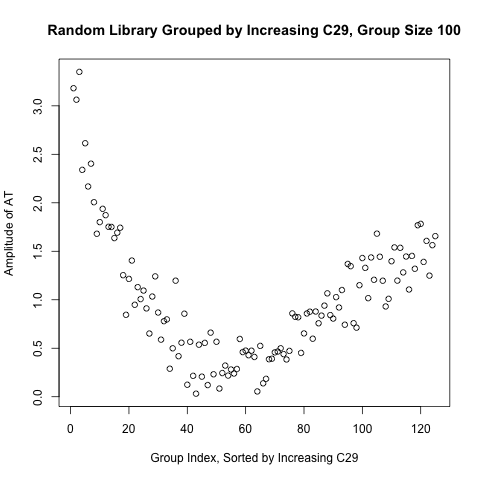 Random Library Grouped by Increasing C29, Group Size 100
Amplitude of AT
3.0
2.5
2.0
1.5
1.0
0.5
0.0
0 20 40 60 80 100 120
Group Index, Sorted by Increasing C29